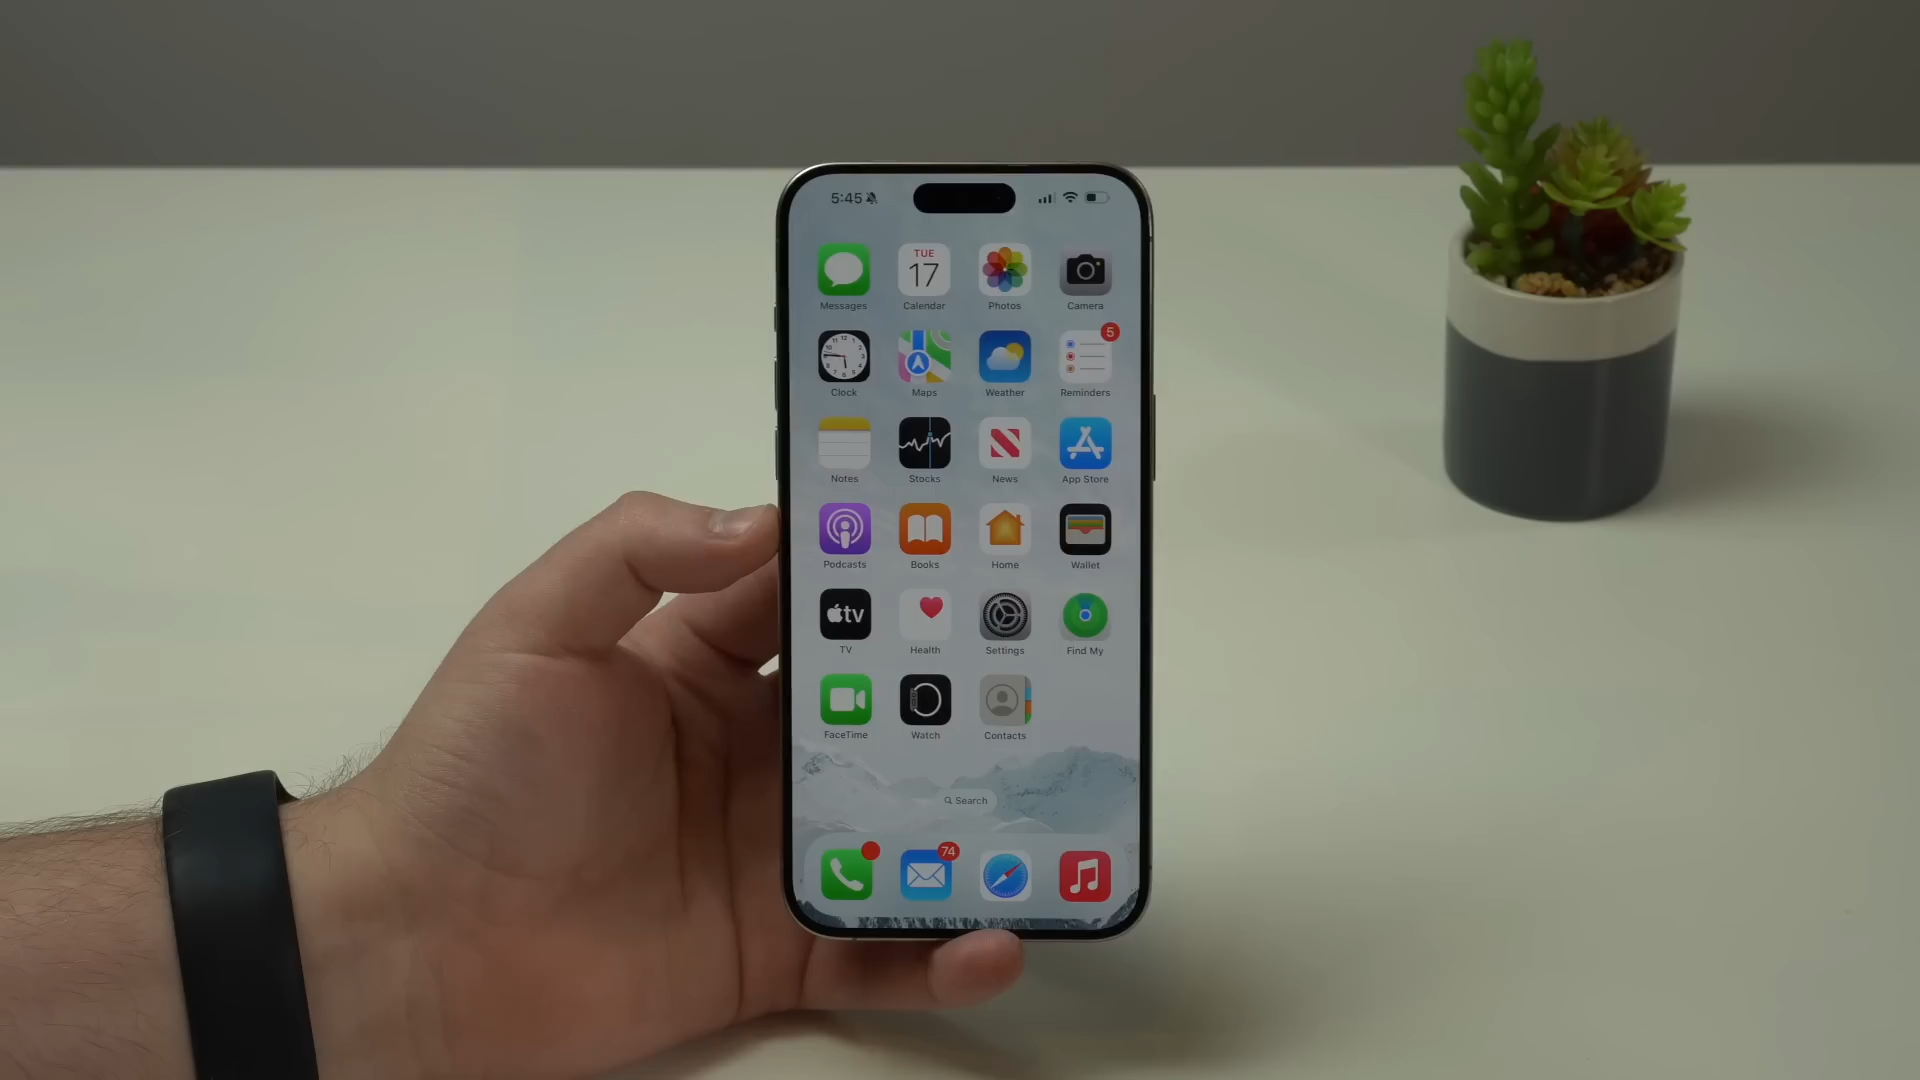 5:45
TUE
17
Messages Calendar Photos Camera
5
Clock Maps Weather Reminders
Notes Stocks News App Store
Podcasts Books Home Wallet
tv
TV Health Settings Find My
FaceTime Watch Contacts
Search
74